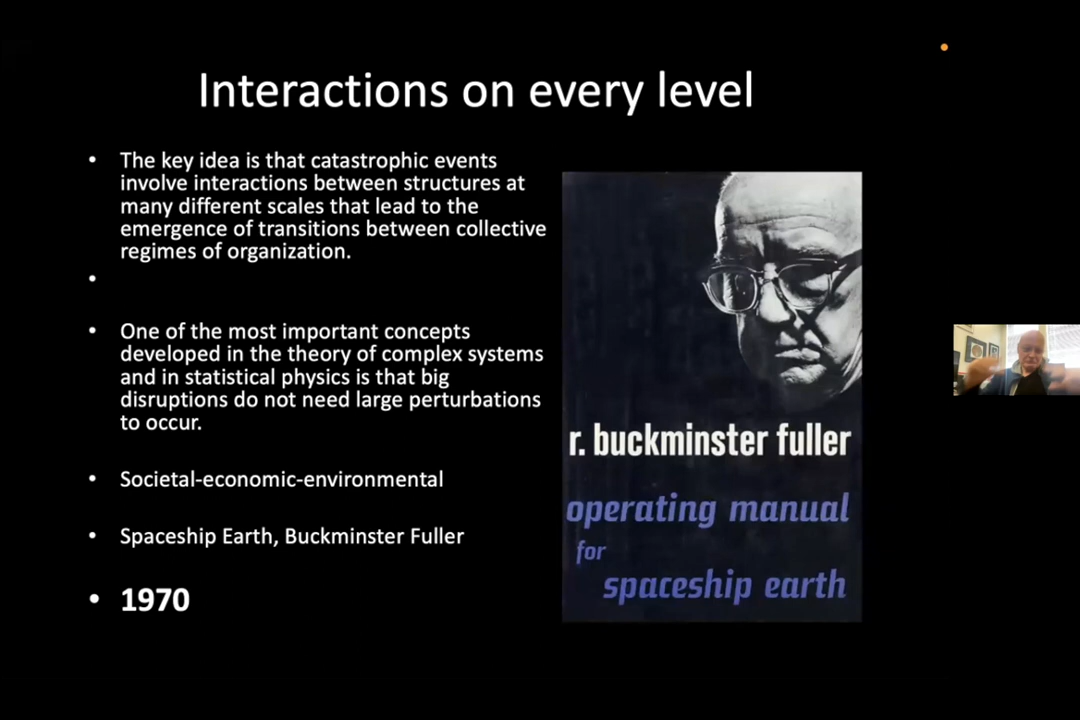 Interactions on every level
• The key idea is that catastrophic events
involve interactions between structures at
many different scales that lead to the
emergence of transitions between collective
regimes of organization.
•
• One of the most important concepts
developed in the theory of complex systems
and in statistical physics is that big
disruptions do not need large perturbations
to occur.
• Societal-economic-environmental
• Spaceship Earth, Buckminster Fuller
• 1970
r. buckminster fuller
operating manual
for
spaceship earth